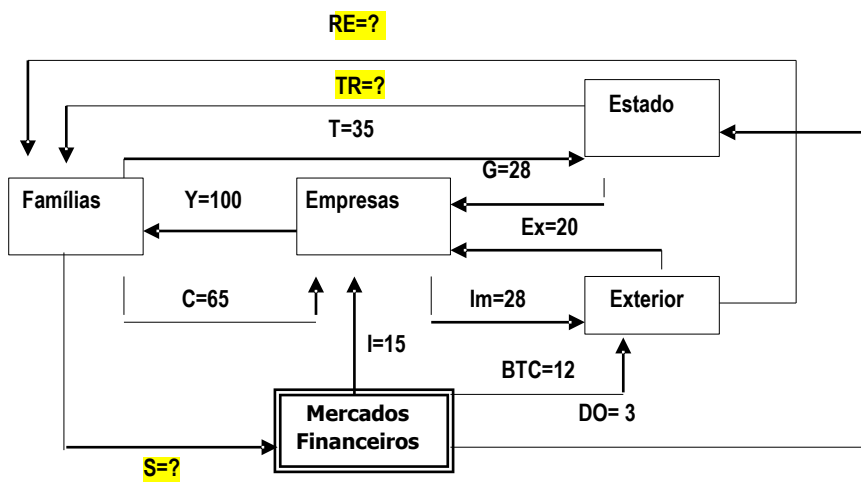 RE=?
TR=?
Estado
T=35
G=28
Famílias
Y=100
Empresas
Ex=20
C=65
Im=28
Exterior
I=15
BTC=12
Mercados
Financeiros
DO= 3
S=?